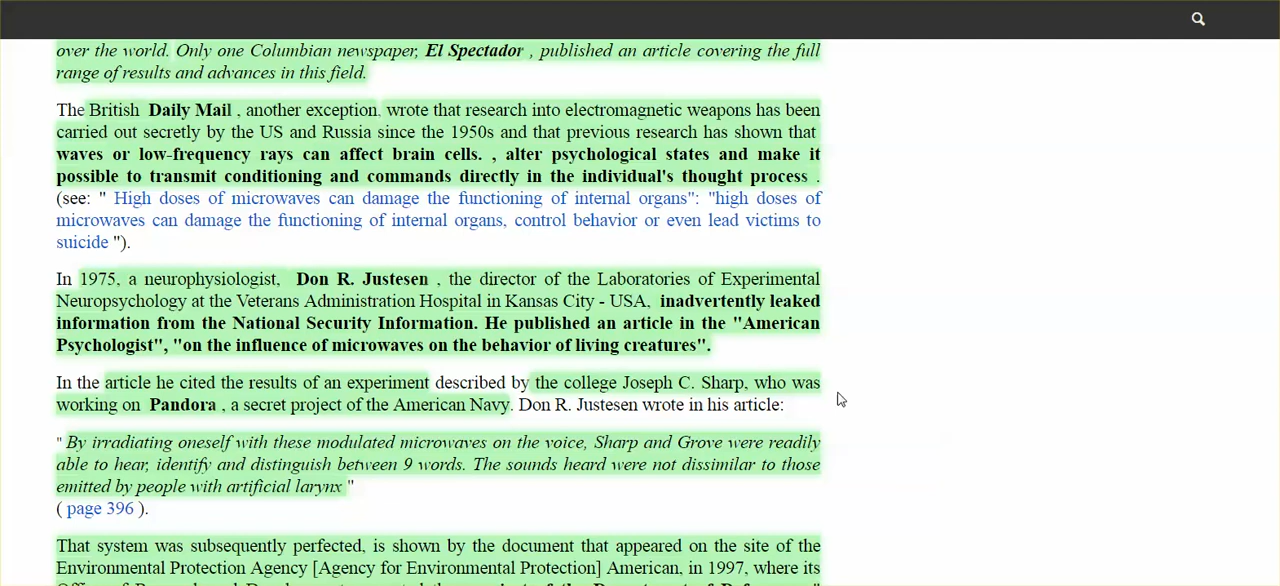 over the world. Only one Columbian newspaper, El Spectador , published an article covering the full
range of results and advances in this field.
The British Daily Mail , another exception, wrote that research into electromagnetic weapons has been
carried out secretly by the US and Russia since the 1950s and that previous research has shown that
waves or low-frequency rays can affect brain cells. , alter psychological states and make it
possible to transmit conditioning and commands directly in the individual's thought process .
(see: " High doses of microwaves can damage the functioning of internal organs": "high doses of
microwaves can damage the functioning of internal organs, control behavior or even lead victims to
suicide ").
In 1975, a neurophysiologist, Don R. Justesen , the director of the Laboratories of Experimental
Neuropsychology at the Veterans Administration Hospital in Kansas City - USA, inadvertently leaked
information from the National Security Information. He published an article in the "American
Psychologist", "on the influence of microwaves on the behavior of living creatures".
In the article he cited the results of an experiment described by the college Joseph C. Sharp, who was
working on Pandora , a secret project of the American Navy. Don R. Justesen wrote in his article:
" By irradiating oneself with these modulated microwaves on the voice, Sharp and Grove were readily
able to hear, identify and distinguish between 9 words. The sounds heard were not dissimilar to those
emitted by people with artificial larynx "
( page 396 ).
That system was subsequently perfected, is shown by the document that appeared on the site of the
Environmental Protection Agency [Agency for Environmental Protection] American, in 1997, where its